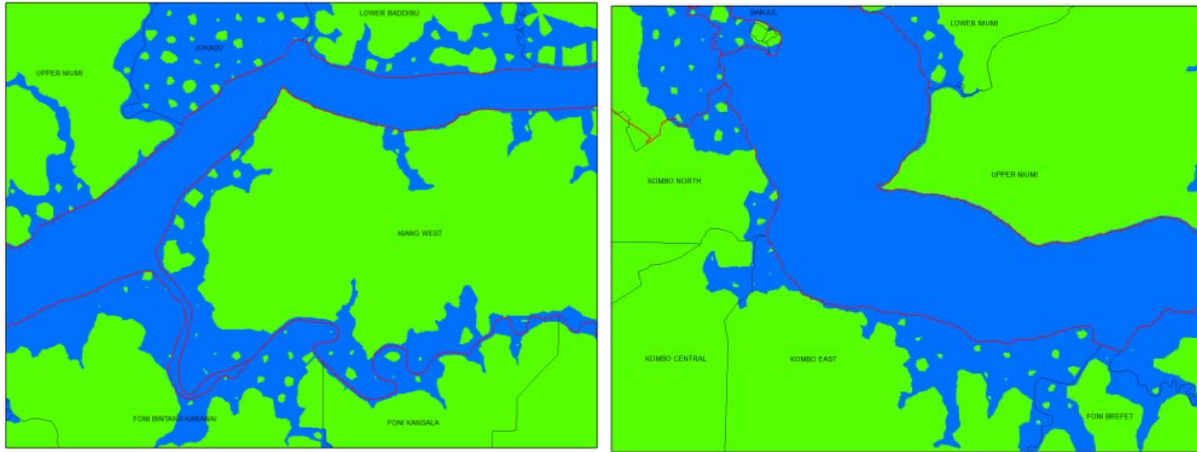 LOWER BADDIBU
JOKADU
UPPER NIUMI
KIANG WEST
FONI BINTANG KARANAI
FONI KANSALA
BANJUL
LOWER NIUMI
KOMBO NORTH
UPPER NIUMI
KOMBO CENTRAL
KOMBO EAST
FONI BREFET